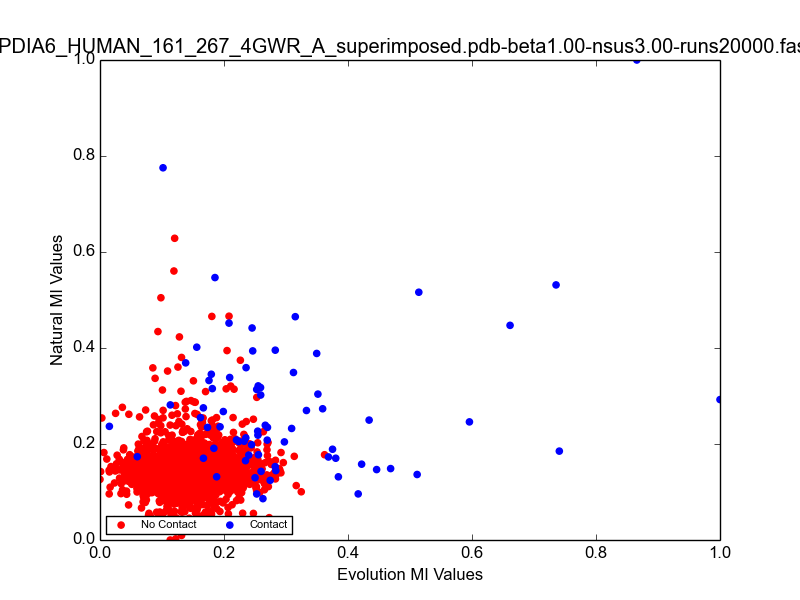 PDIA6_HUMAN_161_267_4GWR_A_superimposed.pdb-beta1.00-nsus3.00-runs20000.fas
1.0
0.8
0.6
0.4
0.2
0.0
Natural MI Values
No Contact
Contact
0.0 0.2 0.4 0.6 0.8 1.0
Evolution MI Values